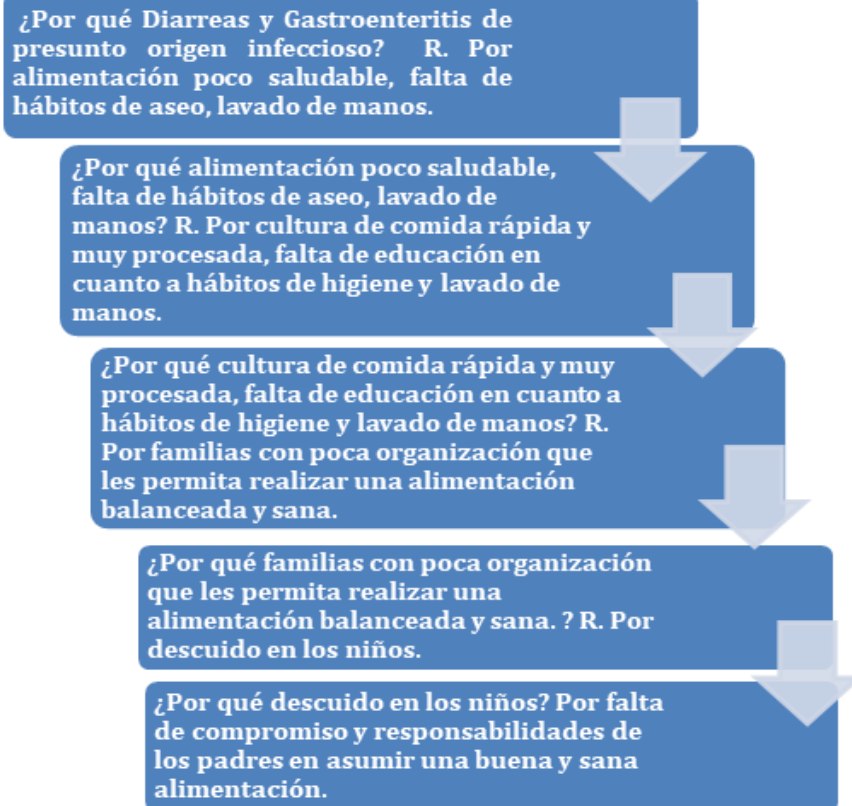 ¿Por qué Diarreas y Gastroenteritis de
presunto origen infeccioso? R. Por
alimentación poco saludable, falta de
hábitos de aseo, lavado de manos.
¿Por qué alimentación poco saludable,
falta de hábitos de aseo, lavado de
manos? R. Por cultura de comida rápida y
muy procesada, falta de educación en
cuanto a hábitos de higiene y lavado de
manos.
¿Por qué cultura de comida rápida y muy
procesada, falta de educación en cuanto a
hábitos de higiene y lavado de manos? R.
Por familias con poca organización que
les permita realizar una alimentación
balanceada y sana.
¿Por qué familias con poca organización
que les permita realizar una
alimentación balanceada y sana. ? R. Por
descuido en los niños.
¿Por qué descuido en los niños? Por falta
de compromiso y responsabilidades de
los padres en asumir una buena y sana
alimentación.